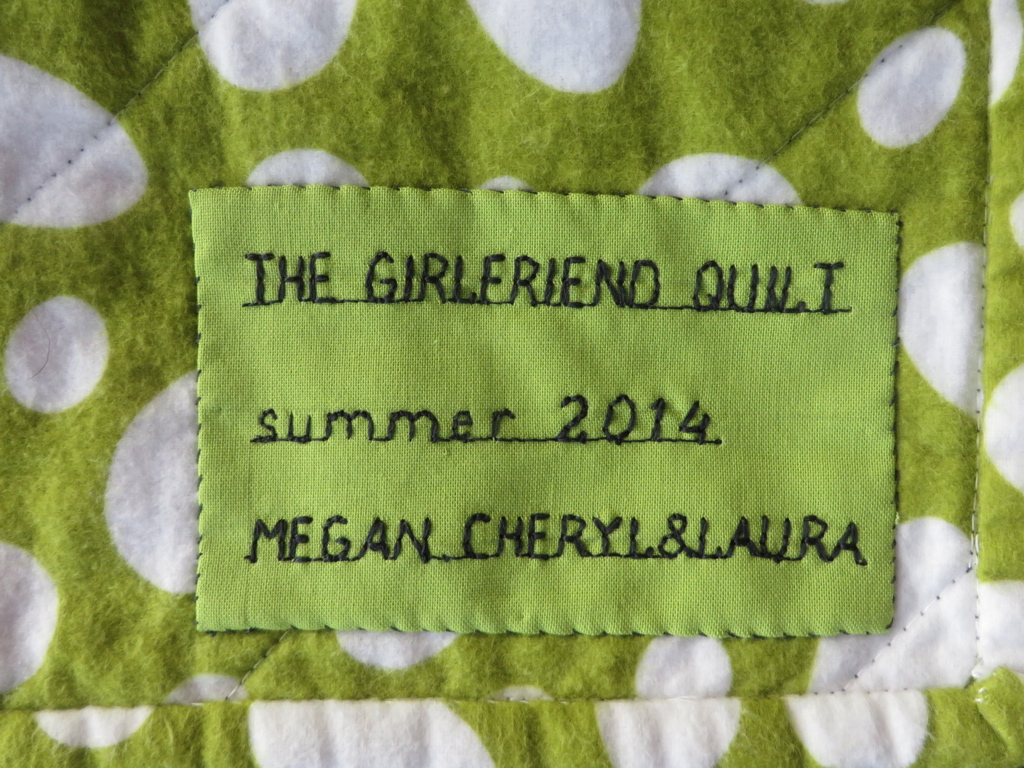 THE GIRLFRIEND QUILT
summer 2014
MEGAN. CHERYL&LAURA